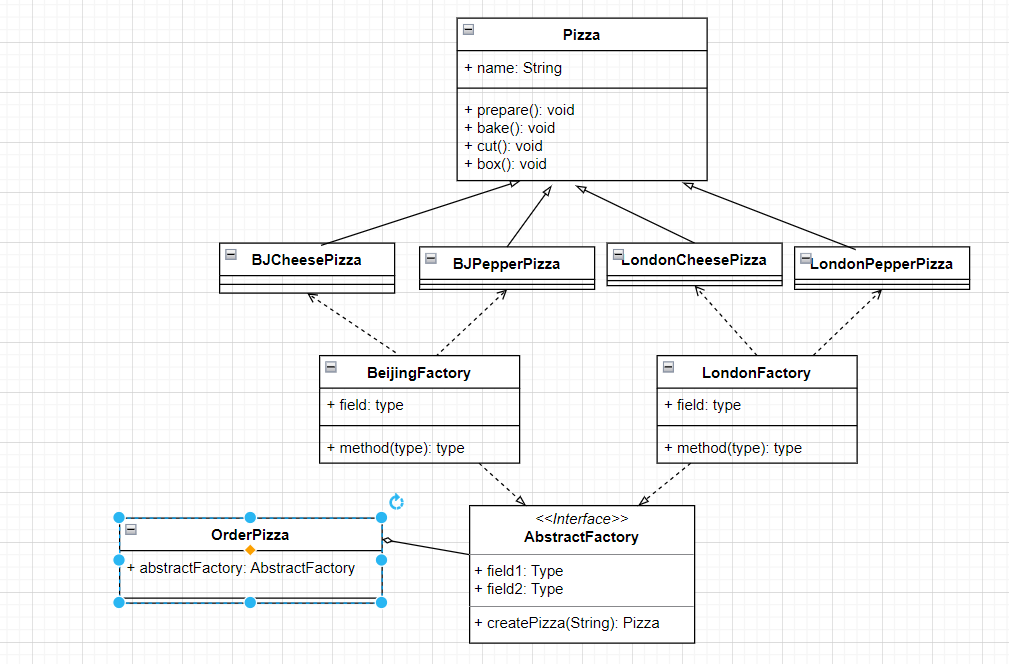 Pizza
+ name: String
+ prepare(): void
+ bake(): void
+ cut(): void
+ box(): void
BJCheesePizza
BJPepperPizza
LondonCheesePizza
LondonPepperPizza
BeijingFactory
+ field: type
+ method(type): type
LondonFactory
+ field: type
+ method(type): type
OrderPizza
+ abstractFactory: AbstractFactory
<<Interface>>
AbstractFactory
+ field1: Type
+ field2: Type
+ createPizza(String): Pizza